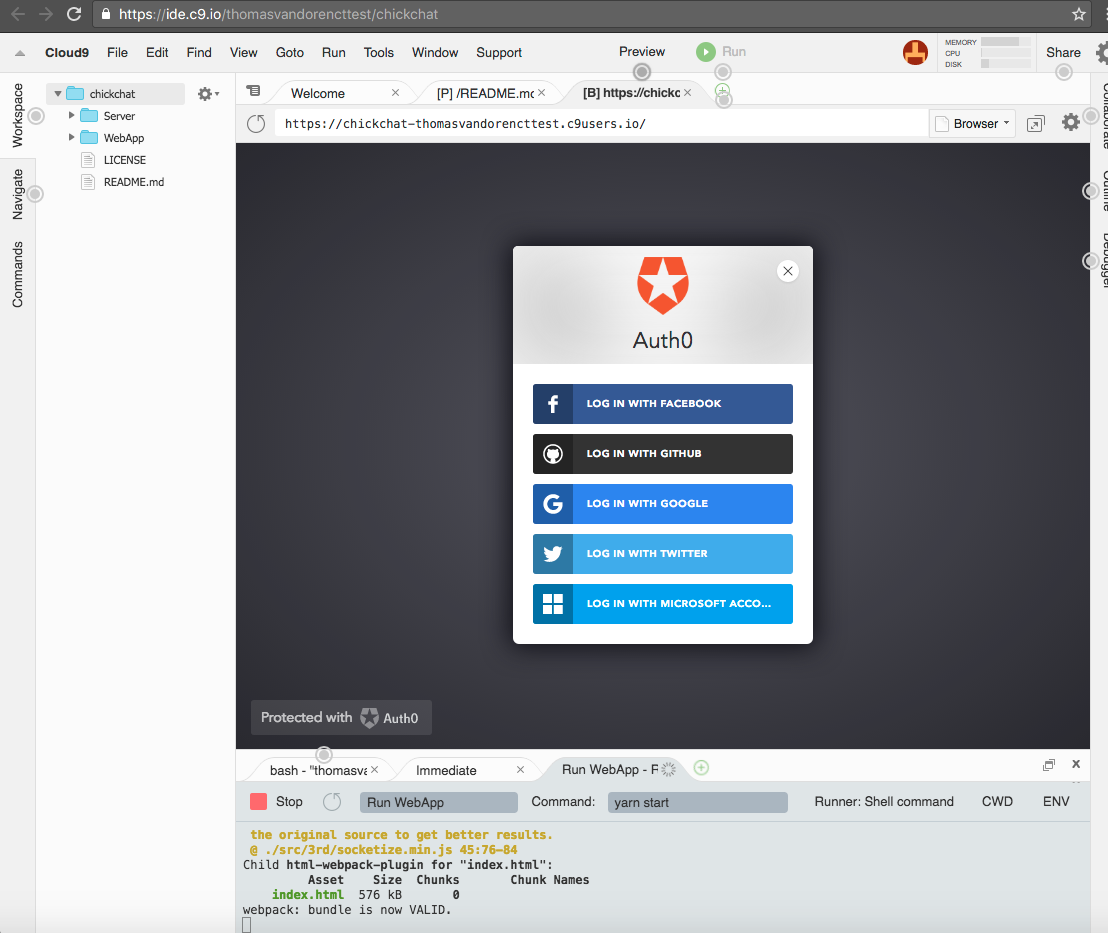 https://ide.c9.io/thomasvandorencttest/chickchat
Cloud9 File Edit Find View Goto Run Tools Window Support Preview Run MEMORY CPU DISK Share
Workspace
Navigate
Commands
chickchat
Server
WebApp
LICENSE
README.md
Welcome [P] /README.mc [B] https://chickc
https://chickchat-thomasvandorencttest.c9users.io/ Browser
Collaborate
Outline
Debugger
Auth0
LOG IN WITH FACEBOOK
LOG IN WITH GITHUB
LOG IN WITH GOOGLE
LOG IN WITH TWITTER
LOG IN WITH MICROSOFT ACCO...
Protected with Auth0
bash - "thomasva Immediate Run WebApp - R
Stop Run WebApp Command: yarn start Runner: Shell command CWD ENV
the original source to get better results.
@ ./src/3rd/socketize.min.js 45:76-84
Child html-webpack-plugin for "index.html":
Asset Size Chunks Chunk Names
index.html 576 kB 0
webpack: bundle is now VALID.